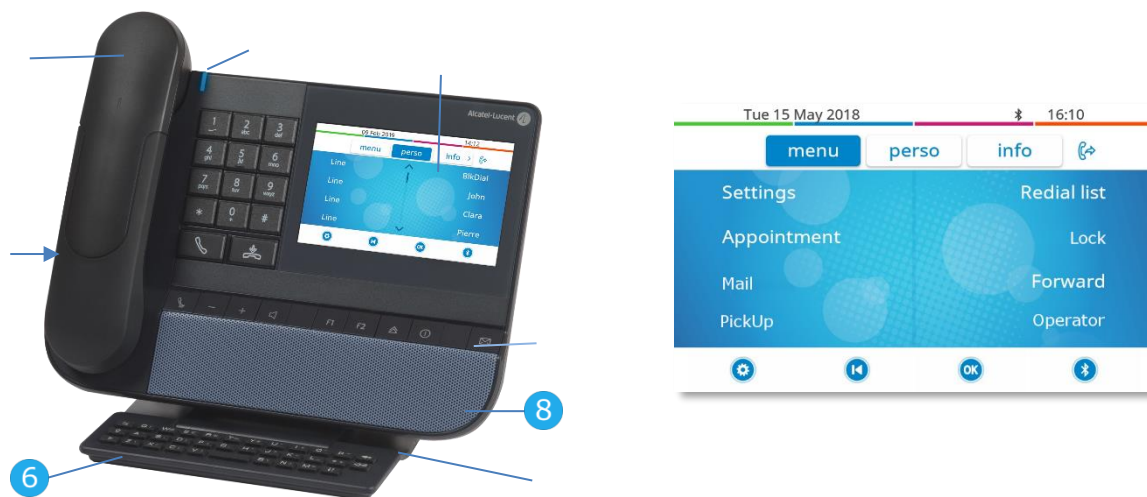 Alcatel-Lucent
1
2 abc
3 def
4 ghi
5 jkl
6 mno
7 pqrs
8 tuv
9 wxyz
*
0
+
#
09 Feb 2018
14:12
menu
perso
info
Line
BlkDial
Line
John
Line
Clara
Line
Pierre
OK
F1
F2
8
6
Tue 15 May 2018
16:10
menu
perso
info
Settings
Redial list
Appointment
Lock
Mail
Forward
PickUp
Operator
OK